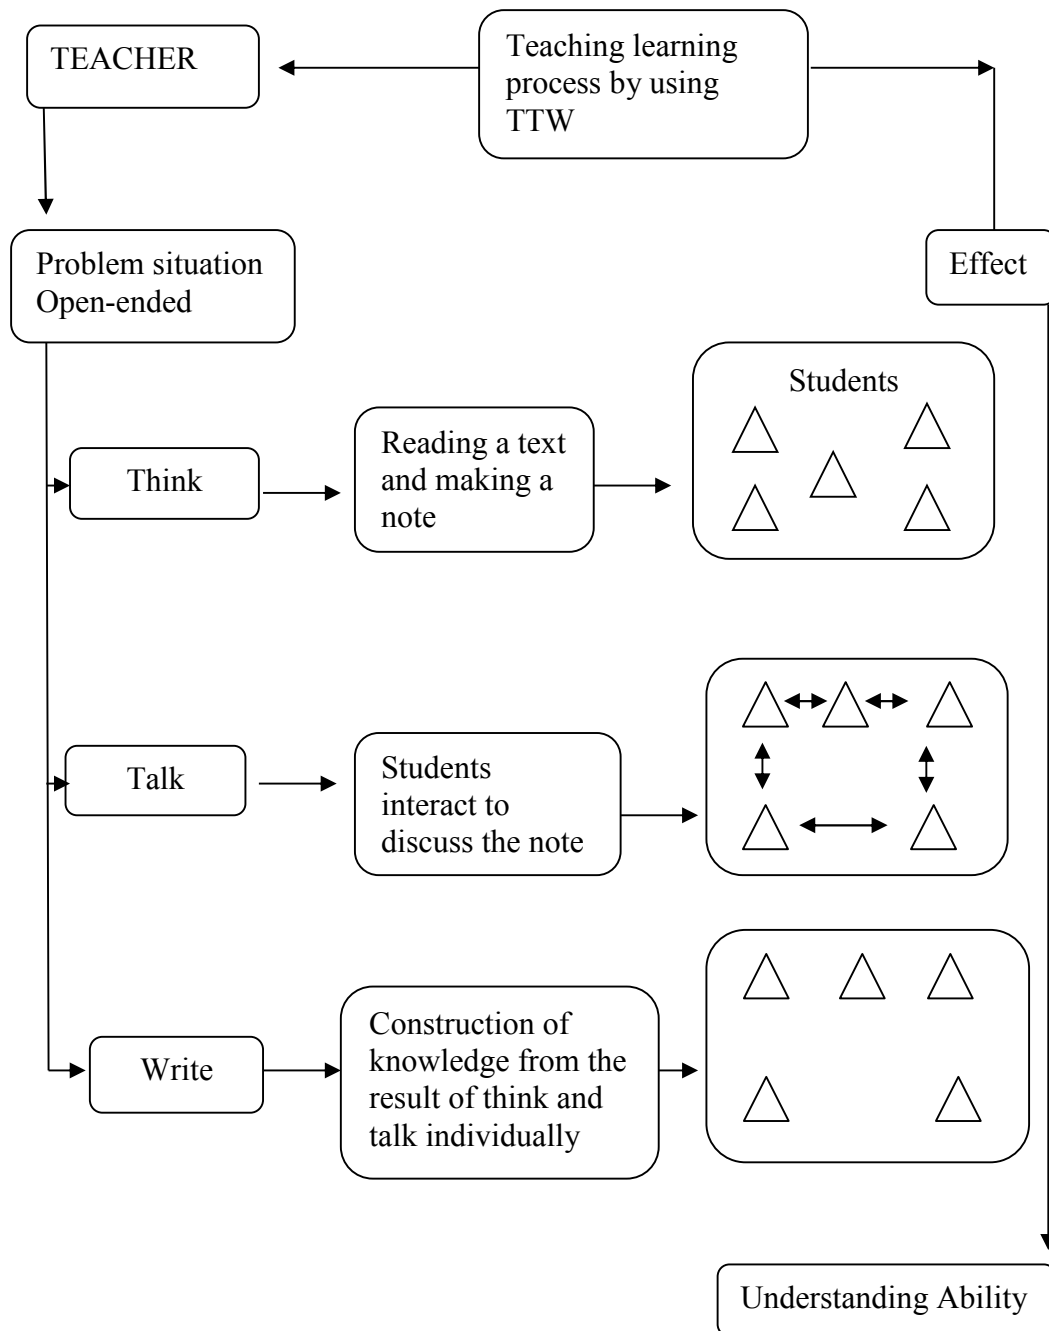 TEACHER
Teaching learning
process by using
TTW
Problem situation
Open-ended
Effect
Students
Think
Reading a text
and making a
note
Talk
Students
interact to
discuss the note
Write
Construction of
knowledge from the
result of think and
talk individually
Understanding Ability